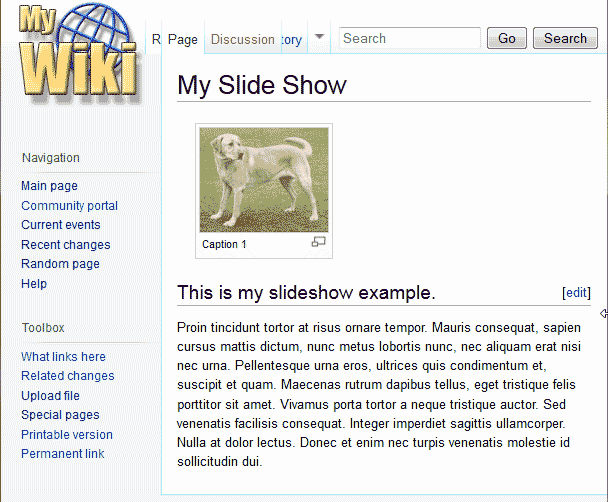 My
Wiki
R Page Discussion tory Search Go Search
My Slide Show
Navigation
Main page
Community portal
Current events
Recent changes
Random page
Help
Toolbox
What links here
Related changes
Upload file
Special pages
Printable version
Permanent link
Caption 1
This is my slideshow example. [edit]
Proin tincidunt tortor at risus ornare tempor. Mauris consequat, sapien
cursus mattis dictum, nunc metus lobortis nunc, nec aliquam erat nisi
nec urna. Pellentesque urna eros, ultrices quis condimentum et,
suscipit et quam. Maecenas rutrum dapibus tellus, eget tristique felis
porttitor sit amet. Vivamus porta tortor a neque tristique auctor. Sed
venenatis facilisis consequat. Integer imperdiet sagittis ullamcorper.
Nulla at dolor lectus. Donec et enim nec turpis venenatis molestie id
sollicitudin dui.